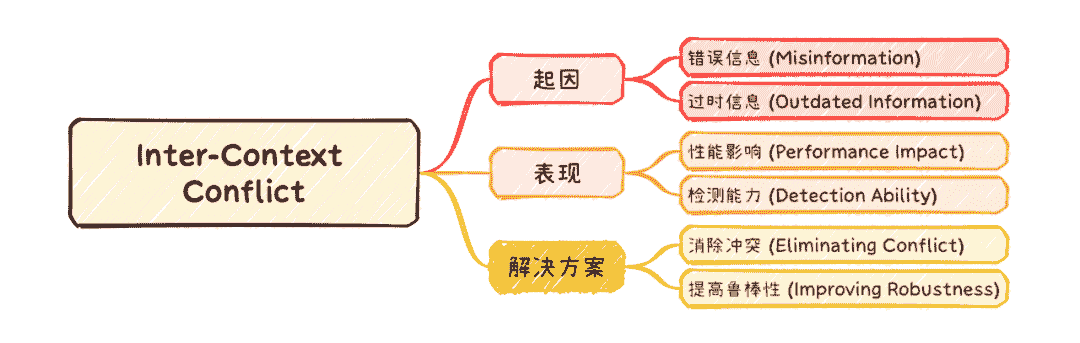 Inter-Context
Conflict
起因
错误信息 (Misinformation)
过时信息 (Outdated Information)
表现
性能影响 (Performance Impact)
检测能力 (Detection Ability)
解决方案
消除冲突 (Eliminating Conflict)
提高鲁棒性 (Improving Robustness)